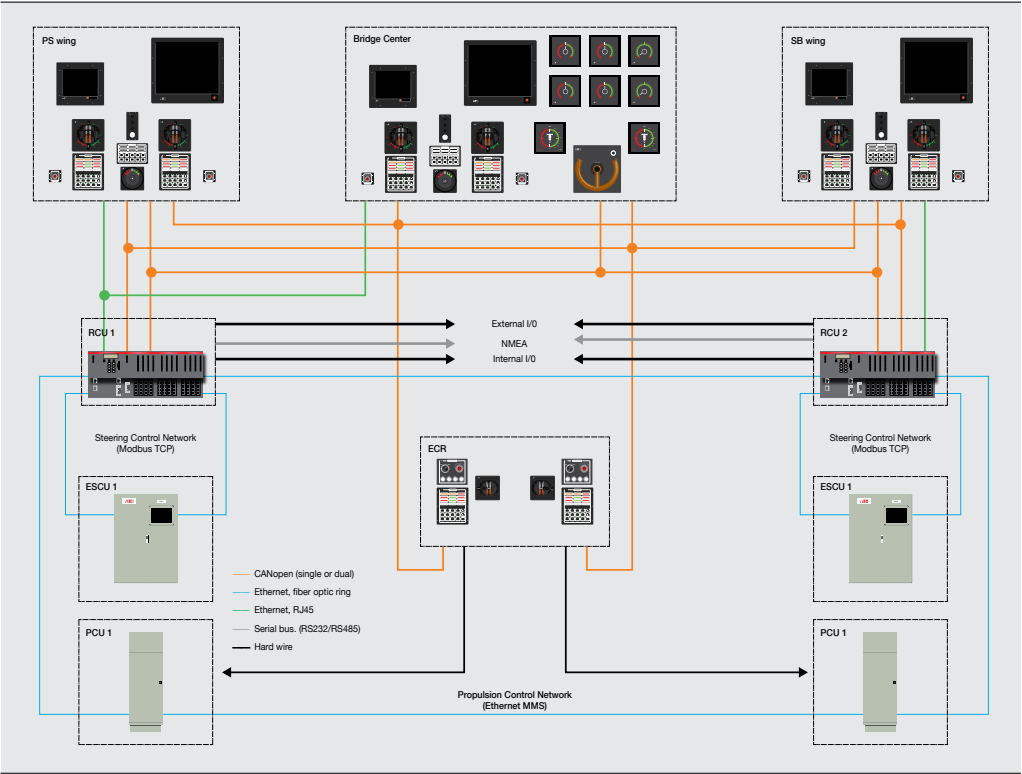 PS wing
Bridge Center
SB wing
RCU 1
External I/0
NMEA
Internal I/0
RCU 2
Steering Control Network
(Modbus TCP)
ECR
Steering Control Network
(Modbus TCP)
ESCU 1
ABB
ESCU 1
ABB
CANopen (single or dual)
Ethernet, fiber optic ring
Ethernet, RJ45
Serial bus. (RS232/RS485)
Hard wire
PCU 1
PCU 1
Propulsion Control Network
(Ethernet MMS)